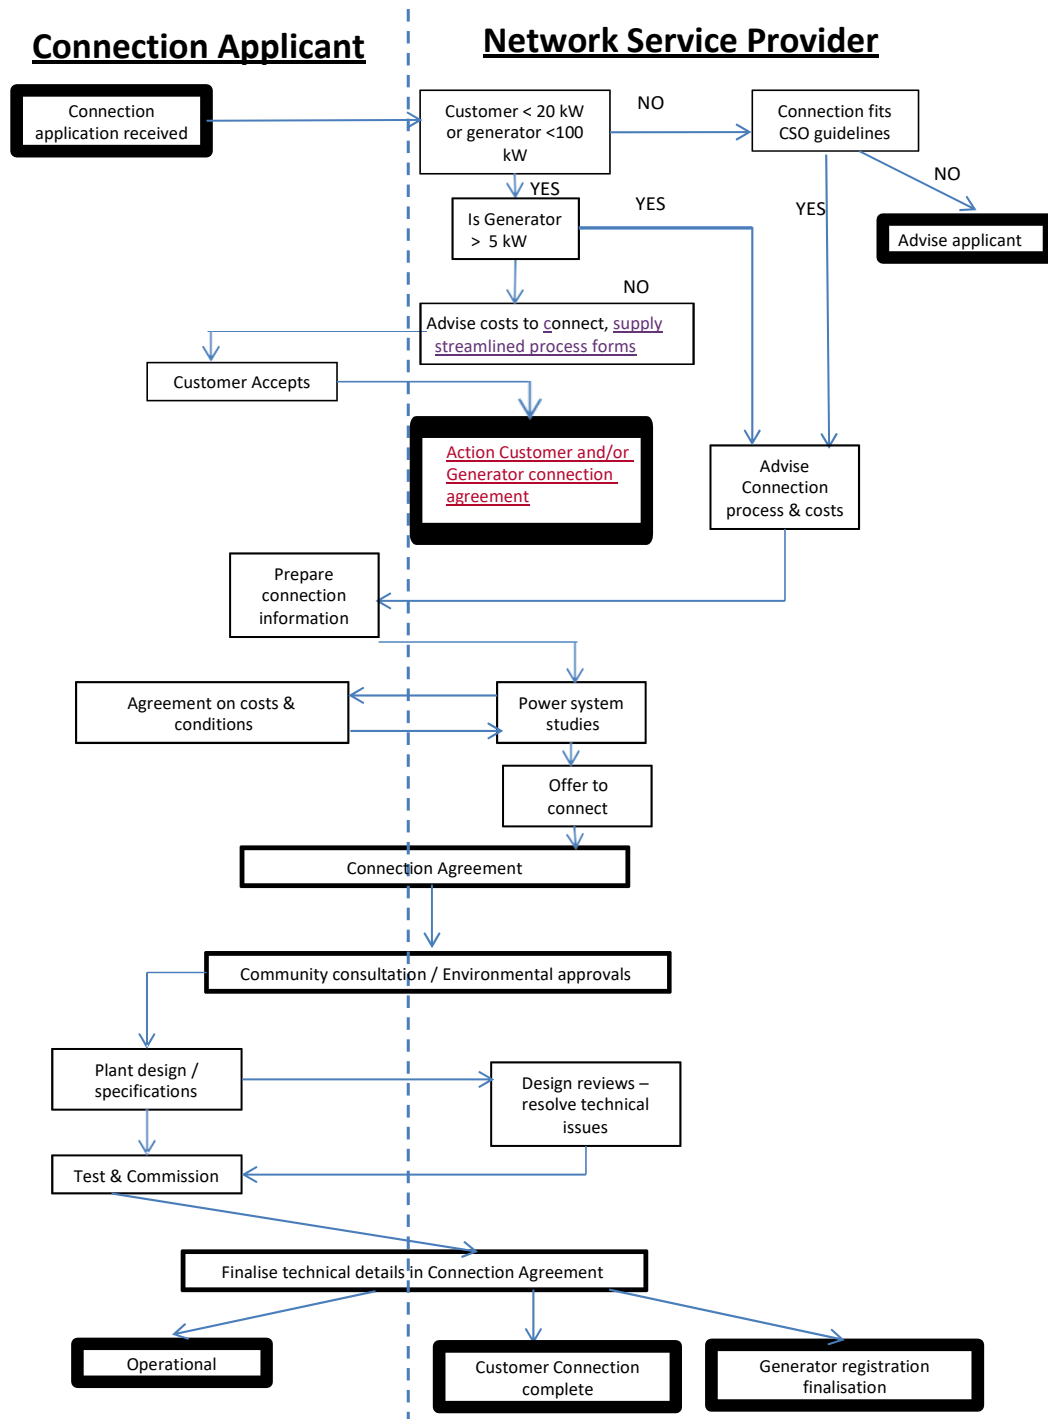 Connection Applicant
Network Service Provider
Connection
application received
Customer < 20 kW
or generator <100
kW
NO
Connection fits
CSO guidelines
YES
NO
Is Generator
> 5 kW
YES
YES
Advise applicant
NO
Advise costs to connect, supply
streamlined process forms
Customer Accepts
Action Customer and/or
Generator connection
agreement
Advise
Connection
process & costs
Prepare
connection
information
Agreement on costs &
conditions
Power system
studies
Offer to
connect
Connection Agreement
Community consultation / Environmental approvals
Plant design /
specifications
Design reviews –
resolve technical
issues
Test & Commission
Finalise technical details in Connection Agreement
Operational
Customer Connection
complete
Generator registration
finalisation